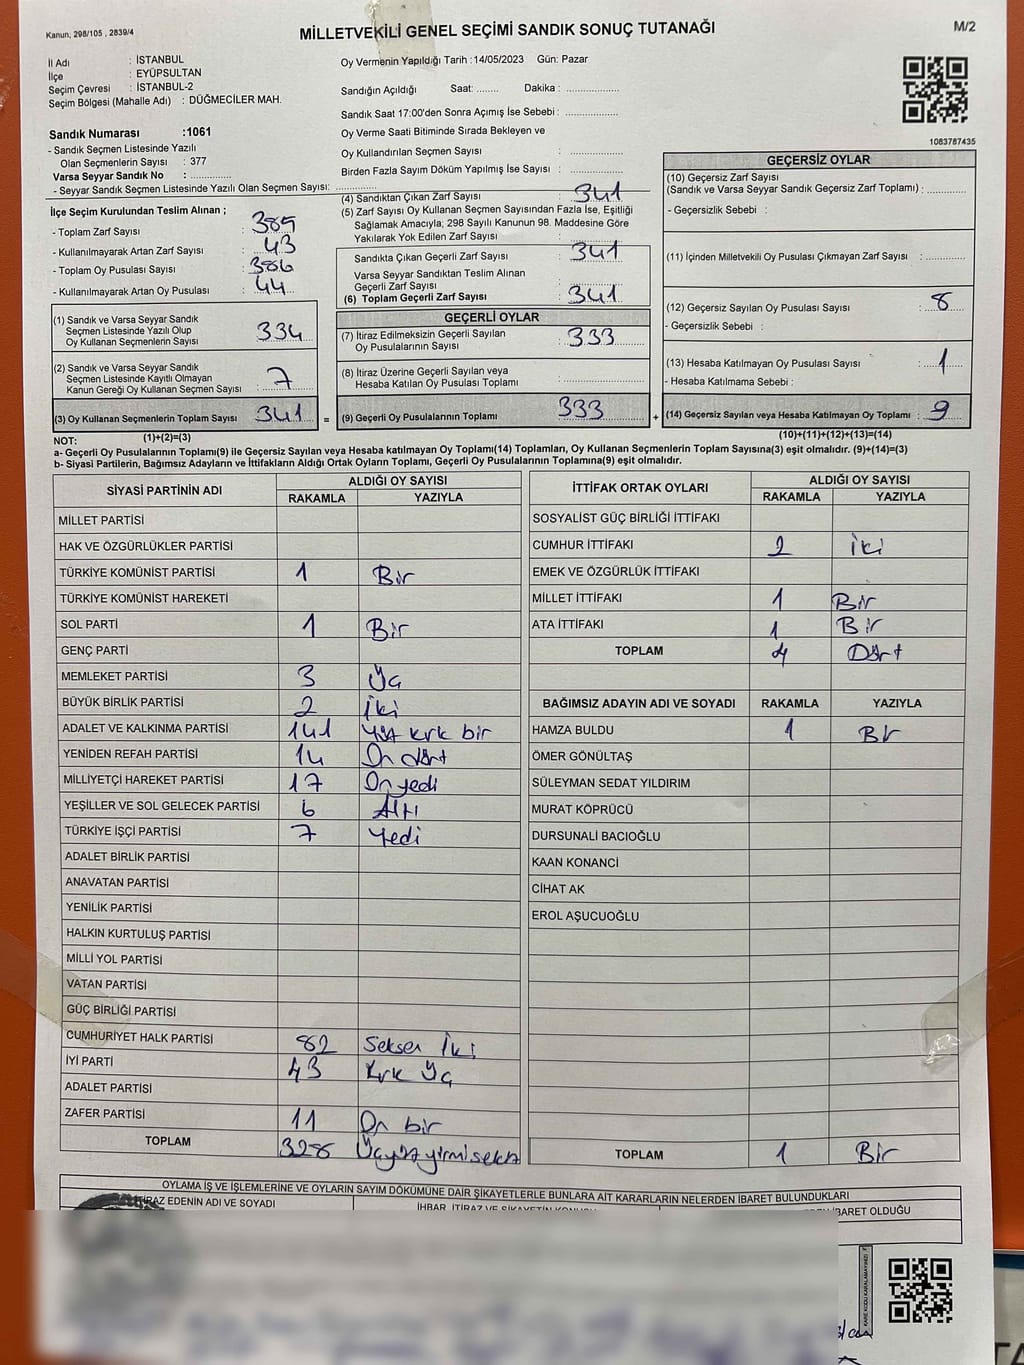 Kanun, 298/105 , 2839/4
MİLLETVEKİLİ GENEL SEÇİMİ SANDIK SONUÇ TUTANAĞI
M/2
İl Adı : İSTANBUL
İlçe : EYÜPSULTAN
Seçim Çevresi : İSTANBUL-2
Seçim Bölgesi (Mahalle Adı) : DÜĞMECİLER MAH.
Sandık Numarası :1061
- Sandık Seçmen Listesinde Yazılı
Olan Seçmenlerin Sayısı : 377
Varsa Seyyar Sandık No : ..............
- Seyyar Sandık Seçmen Listesinde Yazılı Olan Seçmen Sayısı: ..............
Oy Vermenin Yapıldığı Tarih :14/05/2023 Gün: Pazar
Sandığın Açıldığı Saat: ........ Dakika : ..............
Sandık Saat 17:00'den Sonra Açımış İse Sebebi : ..............
Oy Verme Saati Bitiminde Sırada Bekleyen ve
Oy Kullandırılan Seçmen Sayısı : ..............
Birden Fazla Sayım Döküm Yapılmış İse Sayısı : ..............
1083787435
İlçe Seçim Kurulundan Teslim Alınan ;
- Toplam Zarf Sayısı : 385
- Kullanılmayarak Artan Zarf Sayısı : 43
- Toplam Oy Pusulası Sayısı : 386
- Kullanılmayarak Artan Oy Pusulası : 44
(1) Sandık ve Varsa Seyyar Sandık
Seçmen Listesinde Yazılı Olup
Oy Kullanan Seçmenlerin Sayısı : 334
(2) Sandık ve Varsa Seyyar Sandık
Seçmen Listesinde Kayıtlı Olmayan
Kanun Gereği Oy Kullanan Seçmen Sayısı : 7
(3) Oy Kullanan Seçmenlerin Toplam Sayısı : 341 =
(1)+(2)=(3)
(4) Sandıktan Çıkan Zarf Sayısı : 341
(5) Zarf Sayısı Oy Kullanan Seçmen Sayısından Fazla İse, Eşitliği
Sağlamak Amacıyla; 298 Sayılı Kanunun 98. Maddesine Göre
Yakılarak Yok Edilen Zarf Sayısı : ..............
Sandıkta Çıkan Geçerli Zarf Sayısı : 341
Varsa Seyyar Sandıktan Teslim Alınan
Geçerli Zarf Sayısı : ..............
(6) Toplam Geçerli Zarf Sayısı : 341
GEÇERLİ OYLAR
(7) İtiraz Edilmeksizin Geçerli Sayılan
Oy Pusulalarının Sayısı : 333
(8) İtiraz Üzerine Geçerli Sayılan veya
Hesaba Katılan Oy Pusulası Toplamı : ..............
(9) Geçerli Oy Pusulalarının Toplamı : 333 +
GEÇERSİZ OYLAR
(10) Geçersiz Zarf Sayısı
(Sandık ve Varsa Seyyar Sandık Geçersiz Zarf Toplamı) : ..............
- Geçersizlik Sebebi :
(11) İçinden Milletvekili Oy Pusulası Çıkmayan Zarf Sayısı : ..............
(12) Geçersiz Sayılan Oy Pusulası Sayısı : 8
- Geçersizlik Sebebi :
(13) Hesaba Katılmayan Oy Pusulası Sayısı : 1
- Hesaba Katılmama Sebebi :
(14) Geçersiz Sayılan veya Hesaba Katılmayan Oy Toplamı : 9
(10)+(11)+(12)+(13)=(14)
NOT:
a- Geçerli Oy Pusulalarının Toplamı(9) ile Geçersiz Sayılan veya Hesaba katılmayan Oy Toplamı(14) Toplamları, Oy Kullanan Seçmenlerin Toplam Sayısına(3) eşit olmalıdır. (9)+(14)=(3)
b- Siyasi Partilerin, Bağımsız Adayların ve İttifakların Aldığı Ortak Oyların Toplamı, Geçerli Oy Pusulalarının Toplamına(9) eşit olmalıdır.
SİYASİ PARTİNİN ADI ALDIĞI OY SAYISI
RAKAMLA YAZIYLA
MİLLET PARTİSİ
HAK VE ÖZGÜRLÜKLER PARTİSİ
TÜRKİYE KOMÜNİST PARTİSİ 1 Bir
TÜRKİYE KOMÜNİST HAREKETİ
SOL PARTİ 1 Bir
GENÇ PARTİ
MEMLEKET PARTİSİ 3 Üç
BÜYÜK BİRLİK PARTİSİ 2 İki
ADALET VE KALKINMA PARTİSİ 141 Yüz kırk bir
YENİDEN REFAH PARTİSİ 14 On dört
MİLLİYETÇİ HAREKET PARTİSİ 17 On yedi
YEŞİLLER VE SOL GELECEK PARTİSİ 6 Altı
TÜRKİYE İŞÇİ PARTİSİ 7 Yedi
ADALET BİRLİK PARTİSİ
ANAVATAN PARTİSİ
YENİLİK PARTİSİ
HALKIN KURTULUŞ PARTİSİ
MİLLİ YOL PARTİSİ
VATAN PARTİSİ
GÜÇ BİRLİĞİ PARTİSİ
CUMHURİYET HALK PARTİSİ 82 Seksen İki
İYİ PARTİ 43 Kırk Üç
ADALET PARTİSİ
ZAFER PARTİSİ 11 On bir
TOPLAM 328 Üçyüzyirmisekiz
İTTİFAK ORTAK OYLARI ALDIĞI OY SAYISI
RAKAMLA YAZIYLA
SOSYALİST GÜÇ BİRLİĞİ İTTİFAKI
CUMHUR İTTİFAKI 2 İki
EMEK VE ÖZGÜRLÜK İTTİFAKI
MİLLET İTTİFAKI 1 Bir
ATA İTTİFAKI 1 Bir
TOPLAM 4 Dört
BAĞIMSIZ ADAYIN ADI VE SOYADI RAKAMLA YAZIYLA
HAMZA BULDU 1 Bir
ÖMER GÖNÜLTAŞ
SÜLEYMAN SEDAT YILDIRIM
MURAT KÖPRÜCÜ
DURSUNALİ BACIOĞLU
KAAN KONANCİ
CİHAT AK
EROL AŞUCUOĞLU
TOPLAM 1 Bir
OYLAMA İŞ VE İŞLEMLERİNE VE OYLARIN SAYIM DÖKÜMÜNE DAİR ŞİKAYETLERLE BUNLARA AİT KARARLARIN NELERDEN İBARET BULUNDUKLARI
İTİRAZ EDENİN ADI VE SOYADI
İHBAR, İTİRAZ VE ŞİKAYETİN KONUSU
İBARET OLDUĞU
KARE KODU KARALAMAYINIZ!